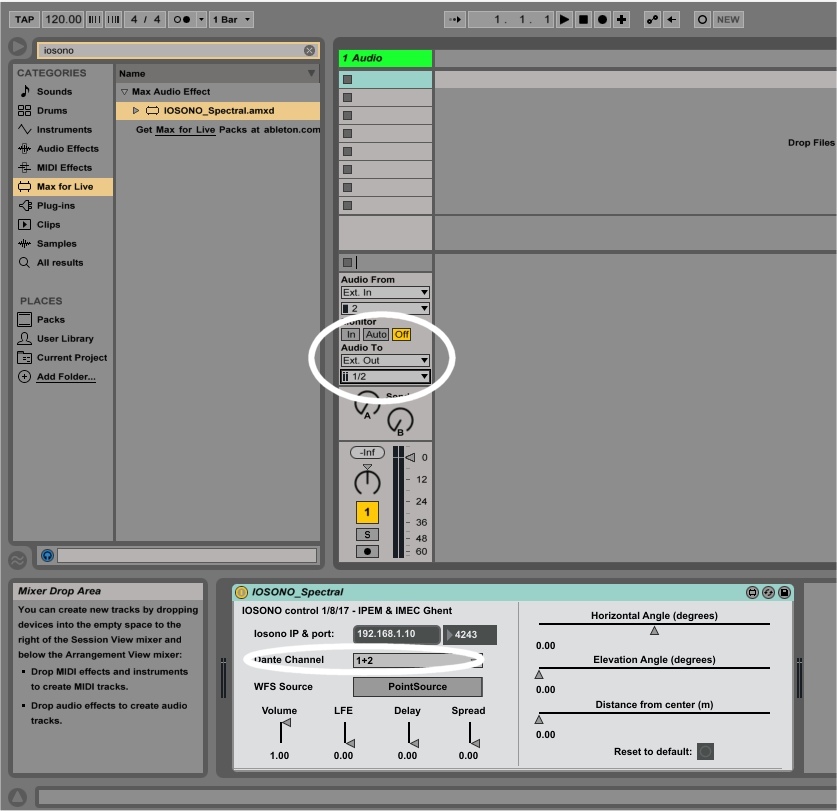 TAP 120.00 4 / 4 1 Bar 1. 1. 1 NEW
iosono
CATEGORIES
Sounds
Drums
Instruments
Audio Effects
MIDI Effects
Max for Live
Plug-ins
Clips
Samples
All results
PLACES
Packs
User Library
Current Project
Add Folder...
Name
Max Audio Effect
IOSONO_Spectral.amxd
Get Max for Live Packs at ableton.com
1 Audio
Drop Files
Audio From
Ext. In
2
Monitor
In Auto Off
Audio To
Ext. Out
1/2
A
B
-Inf
0
12
24
36
48
60
1
S
Mixer Drop Area
You can create new tracks by dropping
devices into the empty space to the
right of the Session View mixer and
below the Arrangement View mixer:
Drop MIDI effects and instruments
to create MIDI tracks.
Drop audio effects to create audio
tracks.
IOSONO_Spectral
IOSONO control 1/8/17 - IPEM & IMEC Ghent
Iosono IP & port: 192.168.1.10 4243
Dante Channel 1+2
WFS Source PointSource
Volume LFE Delay Spread
1.00 0.00 0.00 0.00
Horizontal Angle (degrees)
0.00
Elevation Angle (degrees)
0.00
Distance from center (m)
0.00
Reset to default: